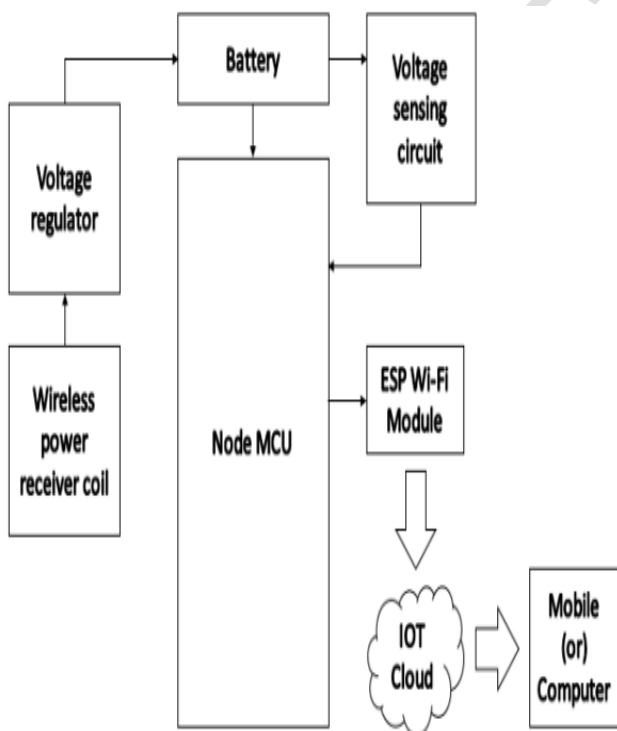 Battery
Voltage
sensing
circuit
Voltage
regulator
Wireless
power
receiver coil
Node MCU
ESP Wi-Fi
Module
IOT
Cloud
Mobile
(or)
Computer